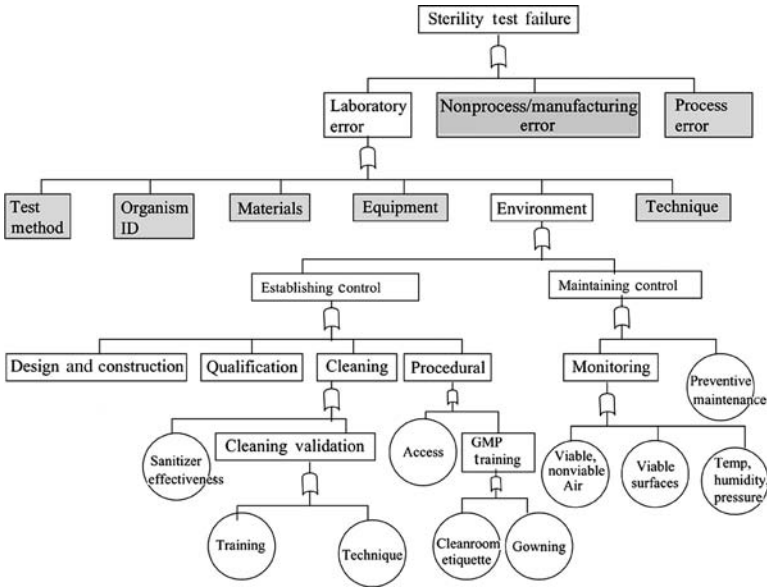 Sterility test failure
Laboratory
error
Nonprocess/manufacturing
error
Process
error
Test
method
Organism
ID
Materials
Equipment
Environment
Technique
Establishing control
Maintaining control
Design and construction
Qualification
Cleaning
Procedural
Monitoring
Preventive
maintenance
Sanitizer
effectiveness
Cleaning validation
Access
GMP
training
Viable,
nonviable
Air
Viable
surfaces
Temp,
humidity,
pressure
Training
Technique
Cleanroom
etiquette
Gowning